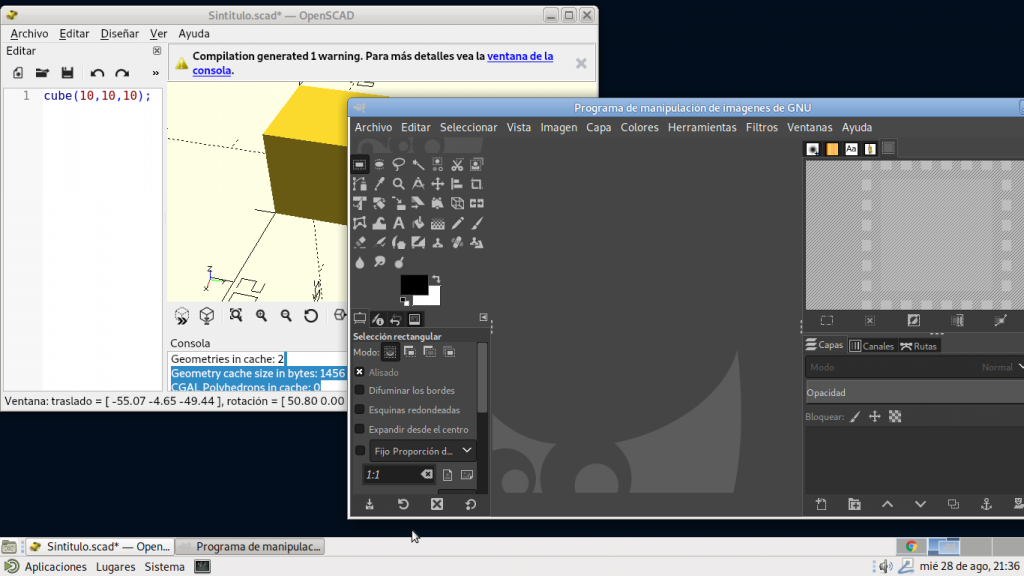 Sintitulo.scad* — OpenSCAD
Archivo Editar Diseñar Ver Ayuda
Editar
Compilation generated 1 warning. Para más detalles vea la ventana de la
consola.
»
1 cube(10,10,10);
Z
X
Consola
Geometries in cache: 2
Geometry cache size in bytes: 1456
CGAL Polyhedrons in cache: 0
Ventana: traslado = [ -55.07 -4.65 -49.44 ], rotación = [ 50.80 0.00
Programa de manipulación de imágenes de GNU
Archivo Editar Seleccionar Vista Imagen Capa Colores Herramientas Filtros Ventanas Ayuda
Aa
Selección rectangular
Modo:
Alisado
Difuminar los bordes
Esquinas redondeadas
Expandir desde el centro
Fijo Proporción d...
1:1
Capas Canales Rutas
Modo Normal
Opacidad
Bloquear:
Sintitulo.scad* — Open... Programa de manipulac...
Aplicaciones Lugares Sistema mié 28 de ago, 21:36